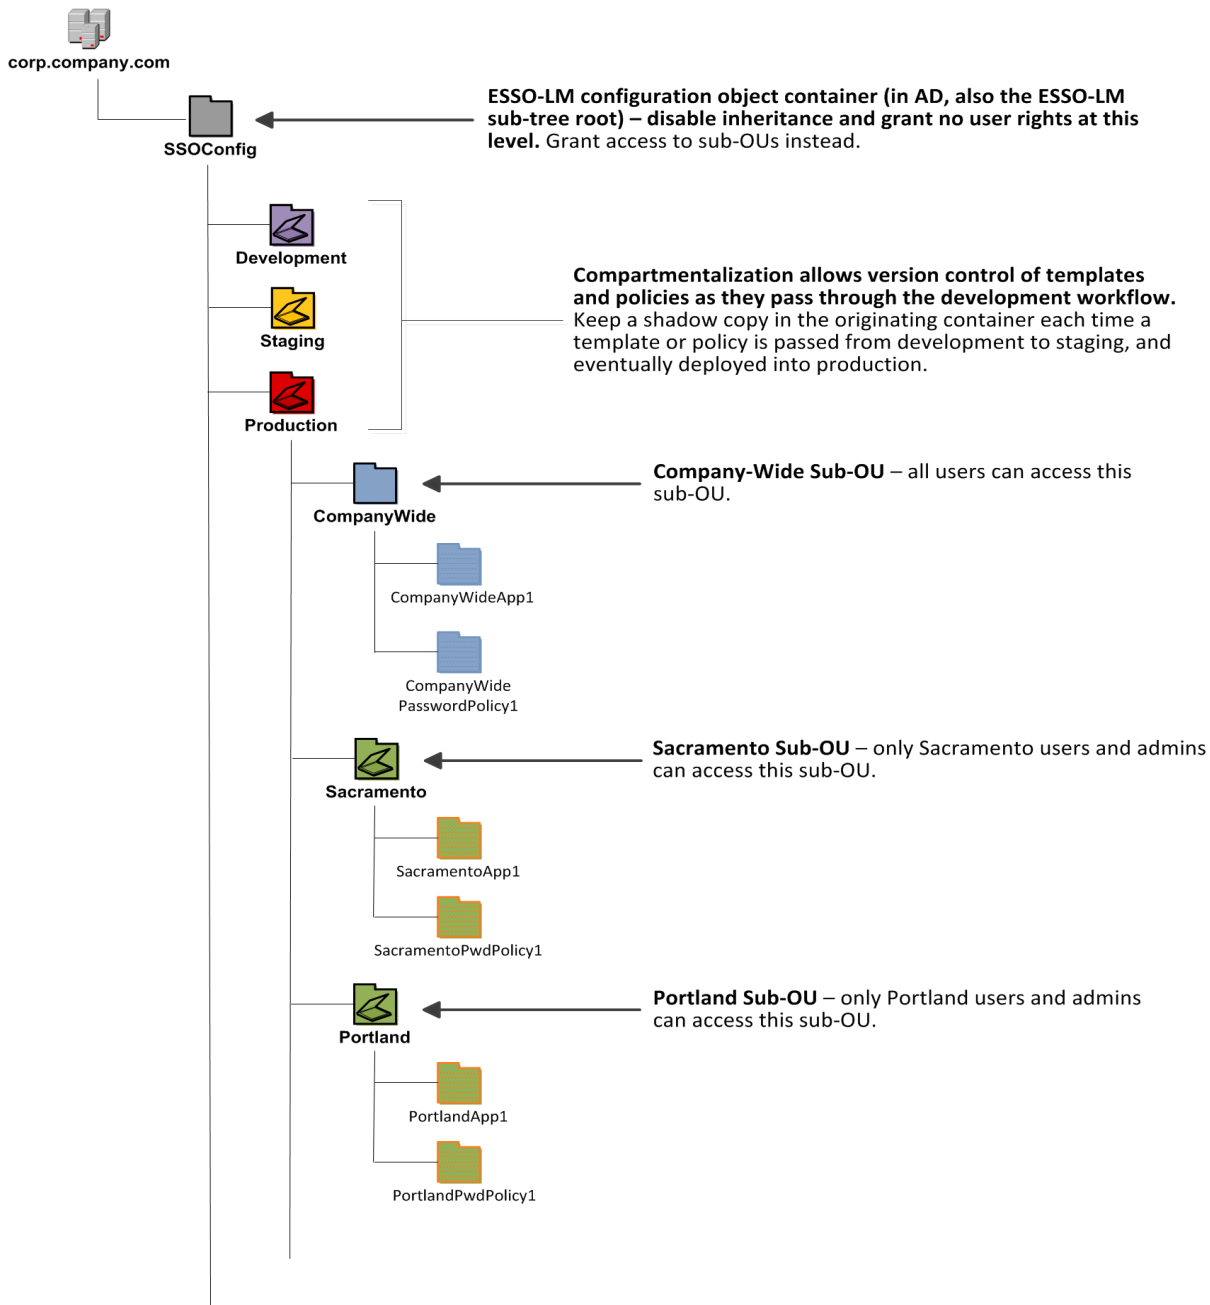 corp.company.com
ESSO-LM configuration object container (in AD, also the ESSO-LM
sub-tree root) – disable inheritance and grant no user rights at this
level. Grant access to sub-OUs instead.
SSOConfig
Development
Compartmentalization allows version control of templates
and policies as they pass through the development workflow.
Keep a shadow copy in the originating container each time a
template or policy is passed from development to staging, and
eventually deployed into production.
Staging
Production
Company-Wide Sub-OU – all users can access this
sub-OU.
CompanyWide
CompanyWideApp1
CompanyWide
PasswordPolicy1
Sacramento Sub-OU – only Sacramento users and admins
can access this sub-OU.
Sacramento
SacramentoApp1
SacramentoPwdPolicy1
Portland Sub-OU – only Portland users and admins
can access this sub-OU.
Portland
PortlandApp1
PortlandPwdPolicy1